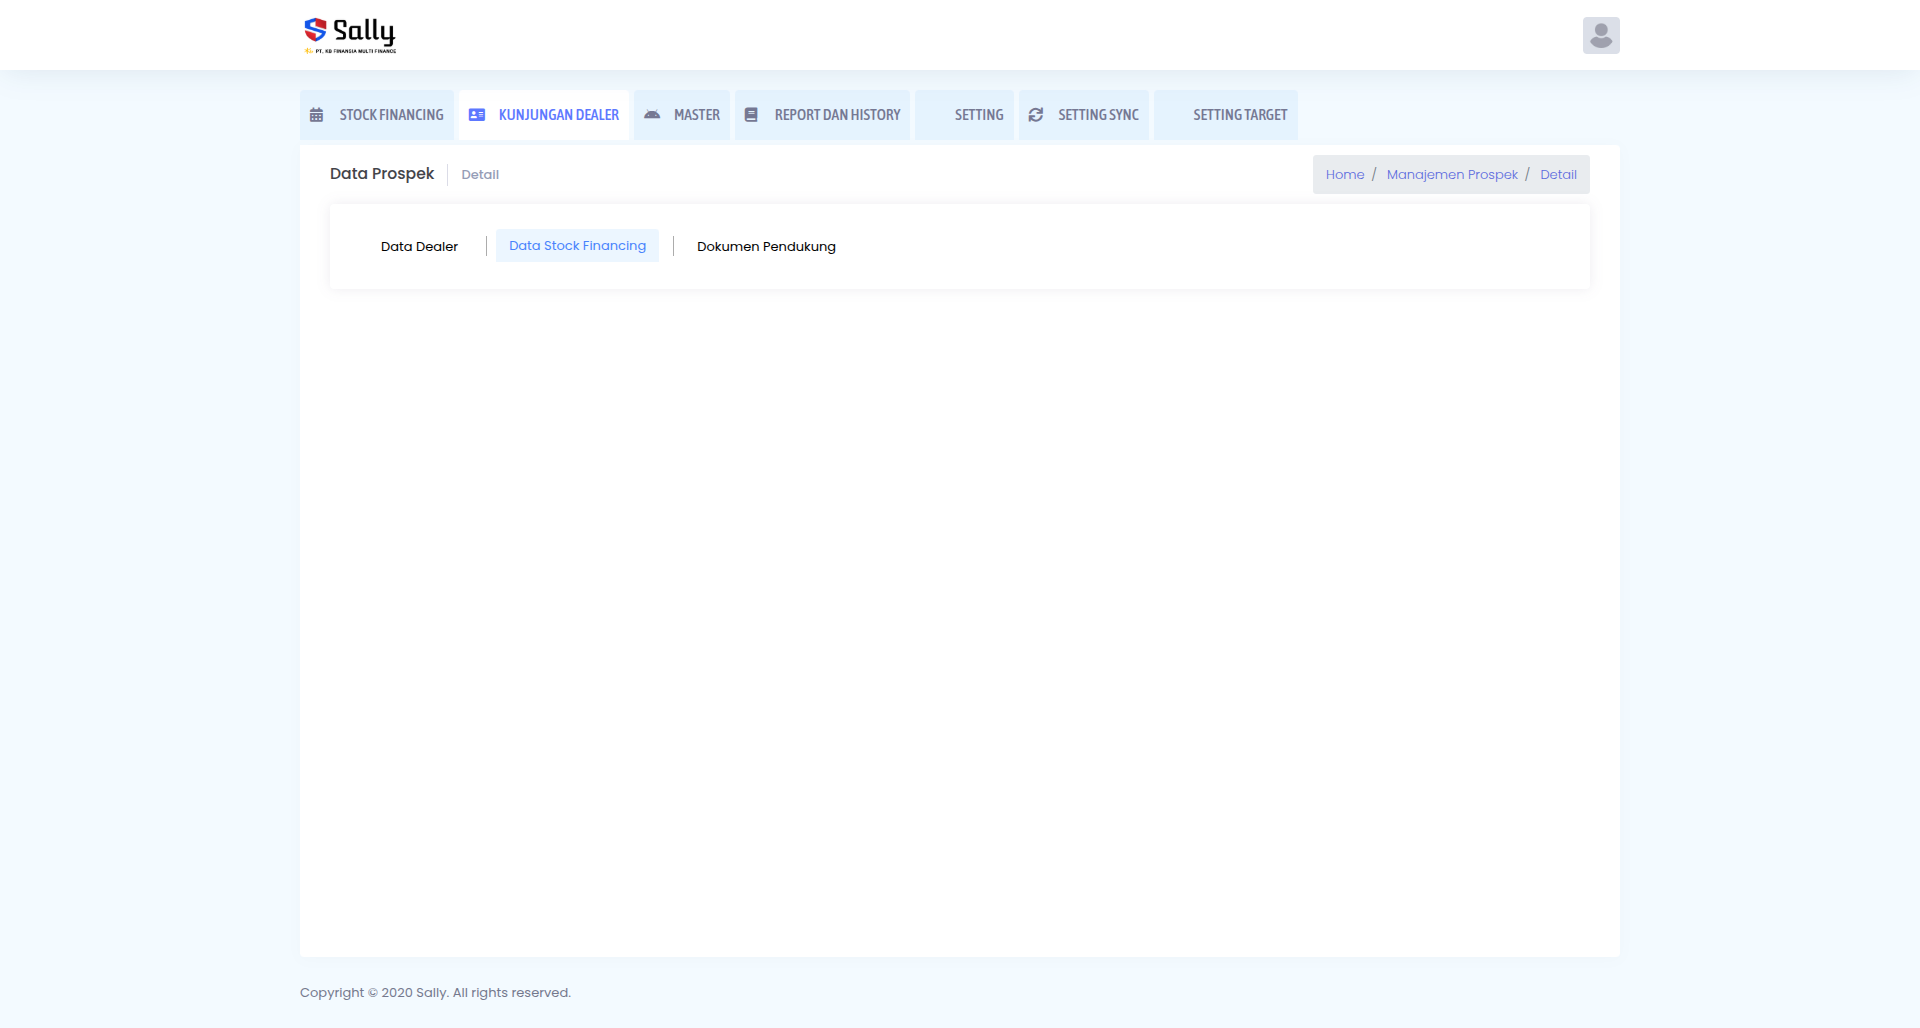 Sally
PT. KB FINANSIA MULTI FINANCE
STOCK FINANCING
KUNJUNGAN DEALER
MASTER
REPORT DAN HISTORY
SETTING
SETTING SYNC
SETTING TARGET
Data Prospek
Detail
Home / Manajemen Prospek / Detail
Data Dealer
Data Stock Financing
Dokumen Pendukung
Copyright © 2020 Sally. All rights reserved.